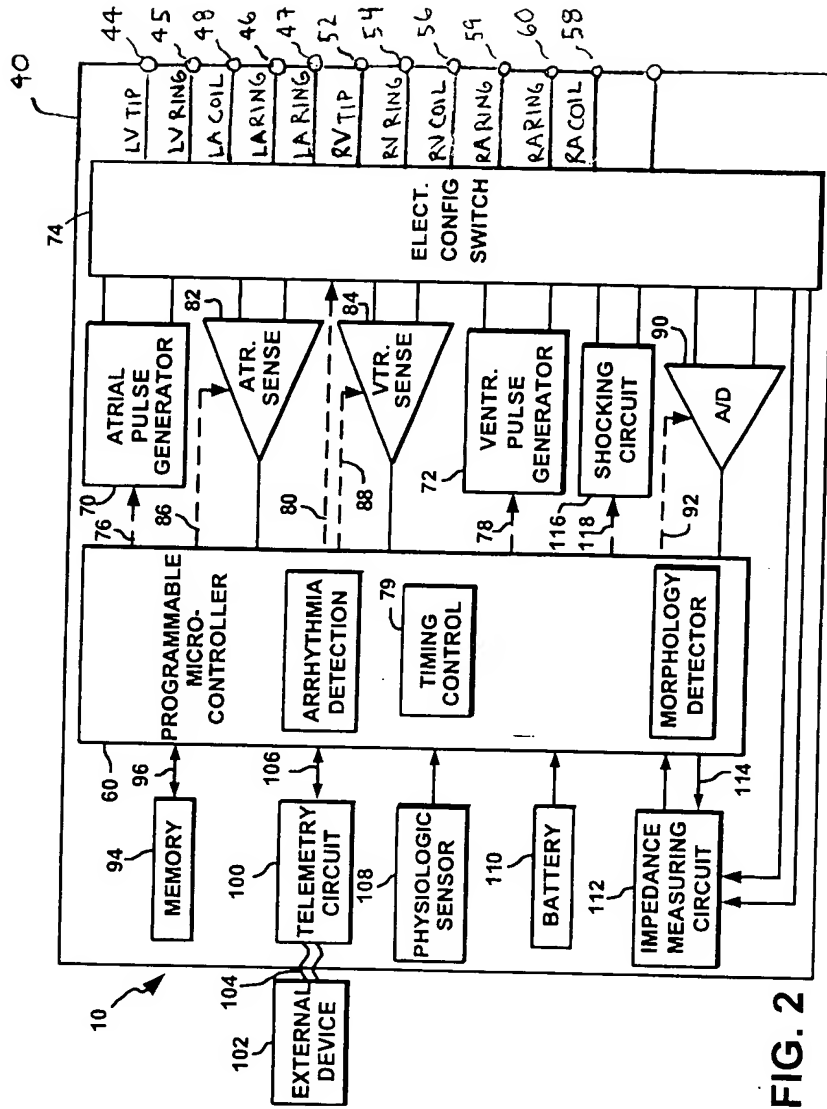 40
44
45
48
46
47
52
54
56
59
60
58
LV TIP
LV RING
LA COIL
LA RING
LA RING
RV TIP
RV RING
RV COIL
RA RING
RA RING
RA COIL
74
ELECT.
CONFIG
SWITCH
82
84
90
ATRIAL
PULSE
GENERATOR
ATR.
SENSE
VTR. SENSE
VENTR.
PULSE
GENERATOR
SHOCKING
CIRCUIT
A/D
70
76
86
80
88
72
78
116
118
92
PROGRAMMABLE
MICRO-
CONTROLLER
ARRHYTHMIA
DETECTION
79
TIMING
CONTROL
MORPHOLOGY
DETECTOR
60
96
106
114
94
MEMORY
100
TELEMETRY
CIRCUIT
108
PHYSIOLOGIC
SENSOR
110
BATTERY
112
IMPEDANCE
MEASURING
CIRCUIT
10
104
102
EXTERNAL
DEVICE
FIG. 2